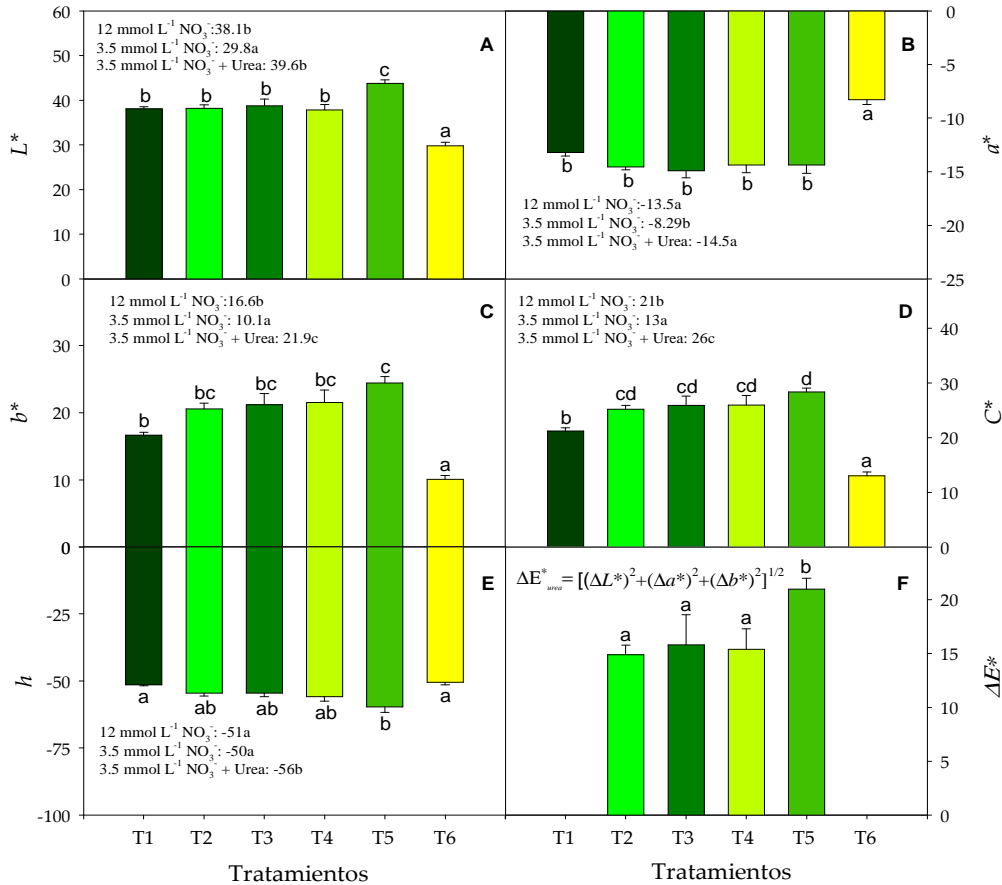 60
50
40
30
20
10
0
L*
12 mmol L⁻¹ NO₃⁻:38.1b
3.5 mmol L⁻¹ NO₃⁻: 29.8a
3.5 mmol L⁻¹ NO₃⁻ + Urea: 39.6b
A
b b b b c a
B
0
-5
-10
-15
-20
-25
a*
b b b b b a
12 mmol L⁻¹ NO₃⁻:-13.5a
3.5 mmol L⁻¹ NO₃⁻: -8.29b
3.5 mmol L⁻¹ NO₃⁻ + Urea: -14.5a
30
20
10
0
b*
12 mmol L⁻¹ NO₃⁻:16.6b
3.5 mmol L⁻¹ NO₃⁻: 10.1a
3.5 mmol L⁻¹ NO₃⁻ + Urea: 21.9c
C
b bc bc bc c a
12 mmol L⁻¹ NO₃⁻: 21b
3.5 mmol L⁻¹ NO₃⁻: 13a
3.5 mmol L⁻¹ NO₃⁻ + Urea: 26c
D
b cd cd cd d a
40
30
20
10
0
C*
0
-25
-50
-75
-100
h
E
a ab ab ab b a
12 mmol L⁻¹ NO₃⁻: -51a
3.5 mmol L⁻¹ NO₃⁻: -50a
3.5 mmol L⁻¹ NO₃⁻ + Urea: -56b
T1 T2 T3 T4 T5 T6
Tratamientos
ΔE*urea= [(ΔL*)²+(Δa*)²+(Δb*)²]^1/2
F
a a a b
20
15
10
5
0
ΔE*
T1 T2 T3 T4 T5 T6
Tratamientos